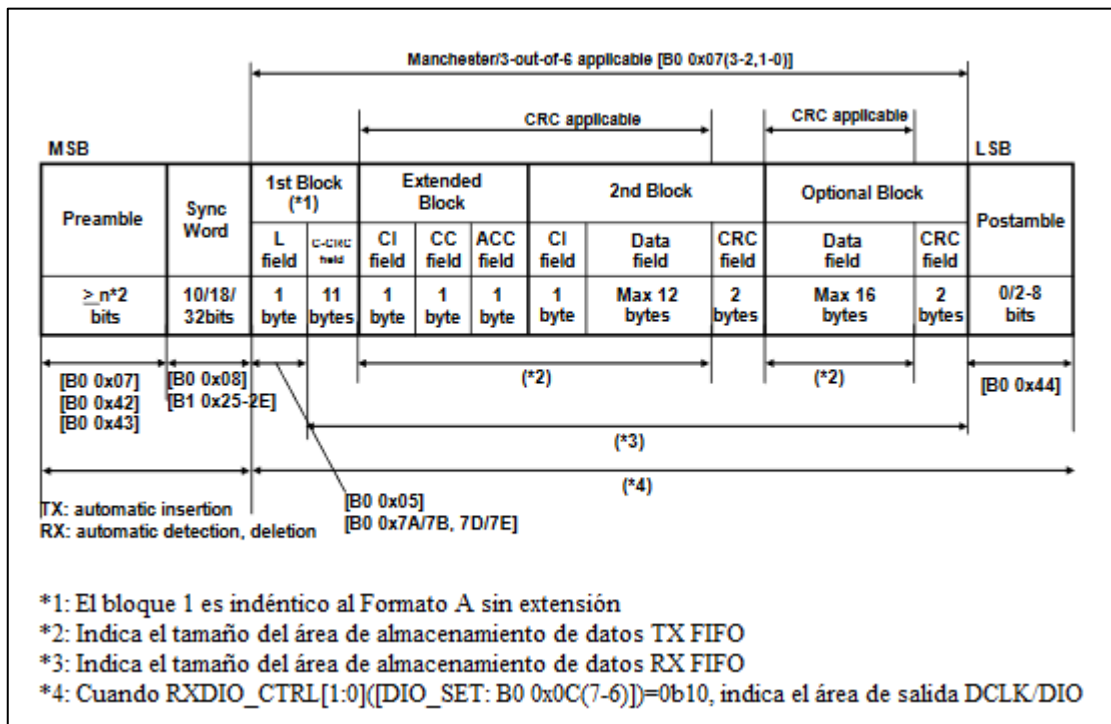 Manchester/3-out-of-6 applicable [B0 0x07(3-2,1-0)]
CRC applicable CRC applicable
MSB LSB
Preamble Sync Word 1st Block (*1) Extended Block 2nd Block Optional Block Postamble
L field C-CRC field CI field CC field ACC field CI field Data field CRC field Data field CRC field
≥ n*2 bits 10/18/32bits 1 byte 11 bytes 1 byte 1 byte 1 byte 1 byte Max 12 bytes 2 bytes Max 16 bytes 2 bytes 0/2-8 bits
[B0 0x07] [B0 0x08] (*2) (*2) [B0 0x44]
[B0 0x42] [B1 0x25-2E]
[B0 0x43]
(*3)
(*4)
TX: automatic insertion [B0 0x05]
RX: automatic detection, deletion [B0 0x7A/7B, 7D/7E]
*1: El bloque 1 es indéntico al Formato A sin extensión
*2: Indica el tamaño del área de almacenamiento de datos TX FIFO
*3: Indica el tamaño del área de almacenamiento de datos RX FIFO
*4: Cuando RXDIO_CTRL[1:0]([DIO_SET: B0 0x0C(7-6)])=0b10, indica el área de salida DCLK/DIO